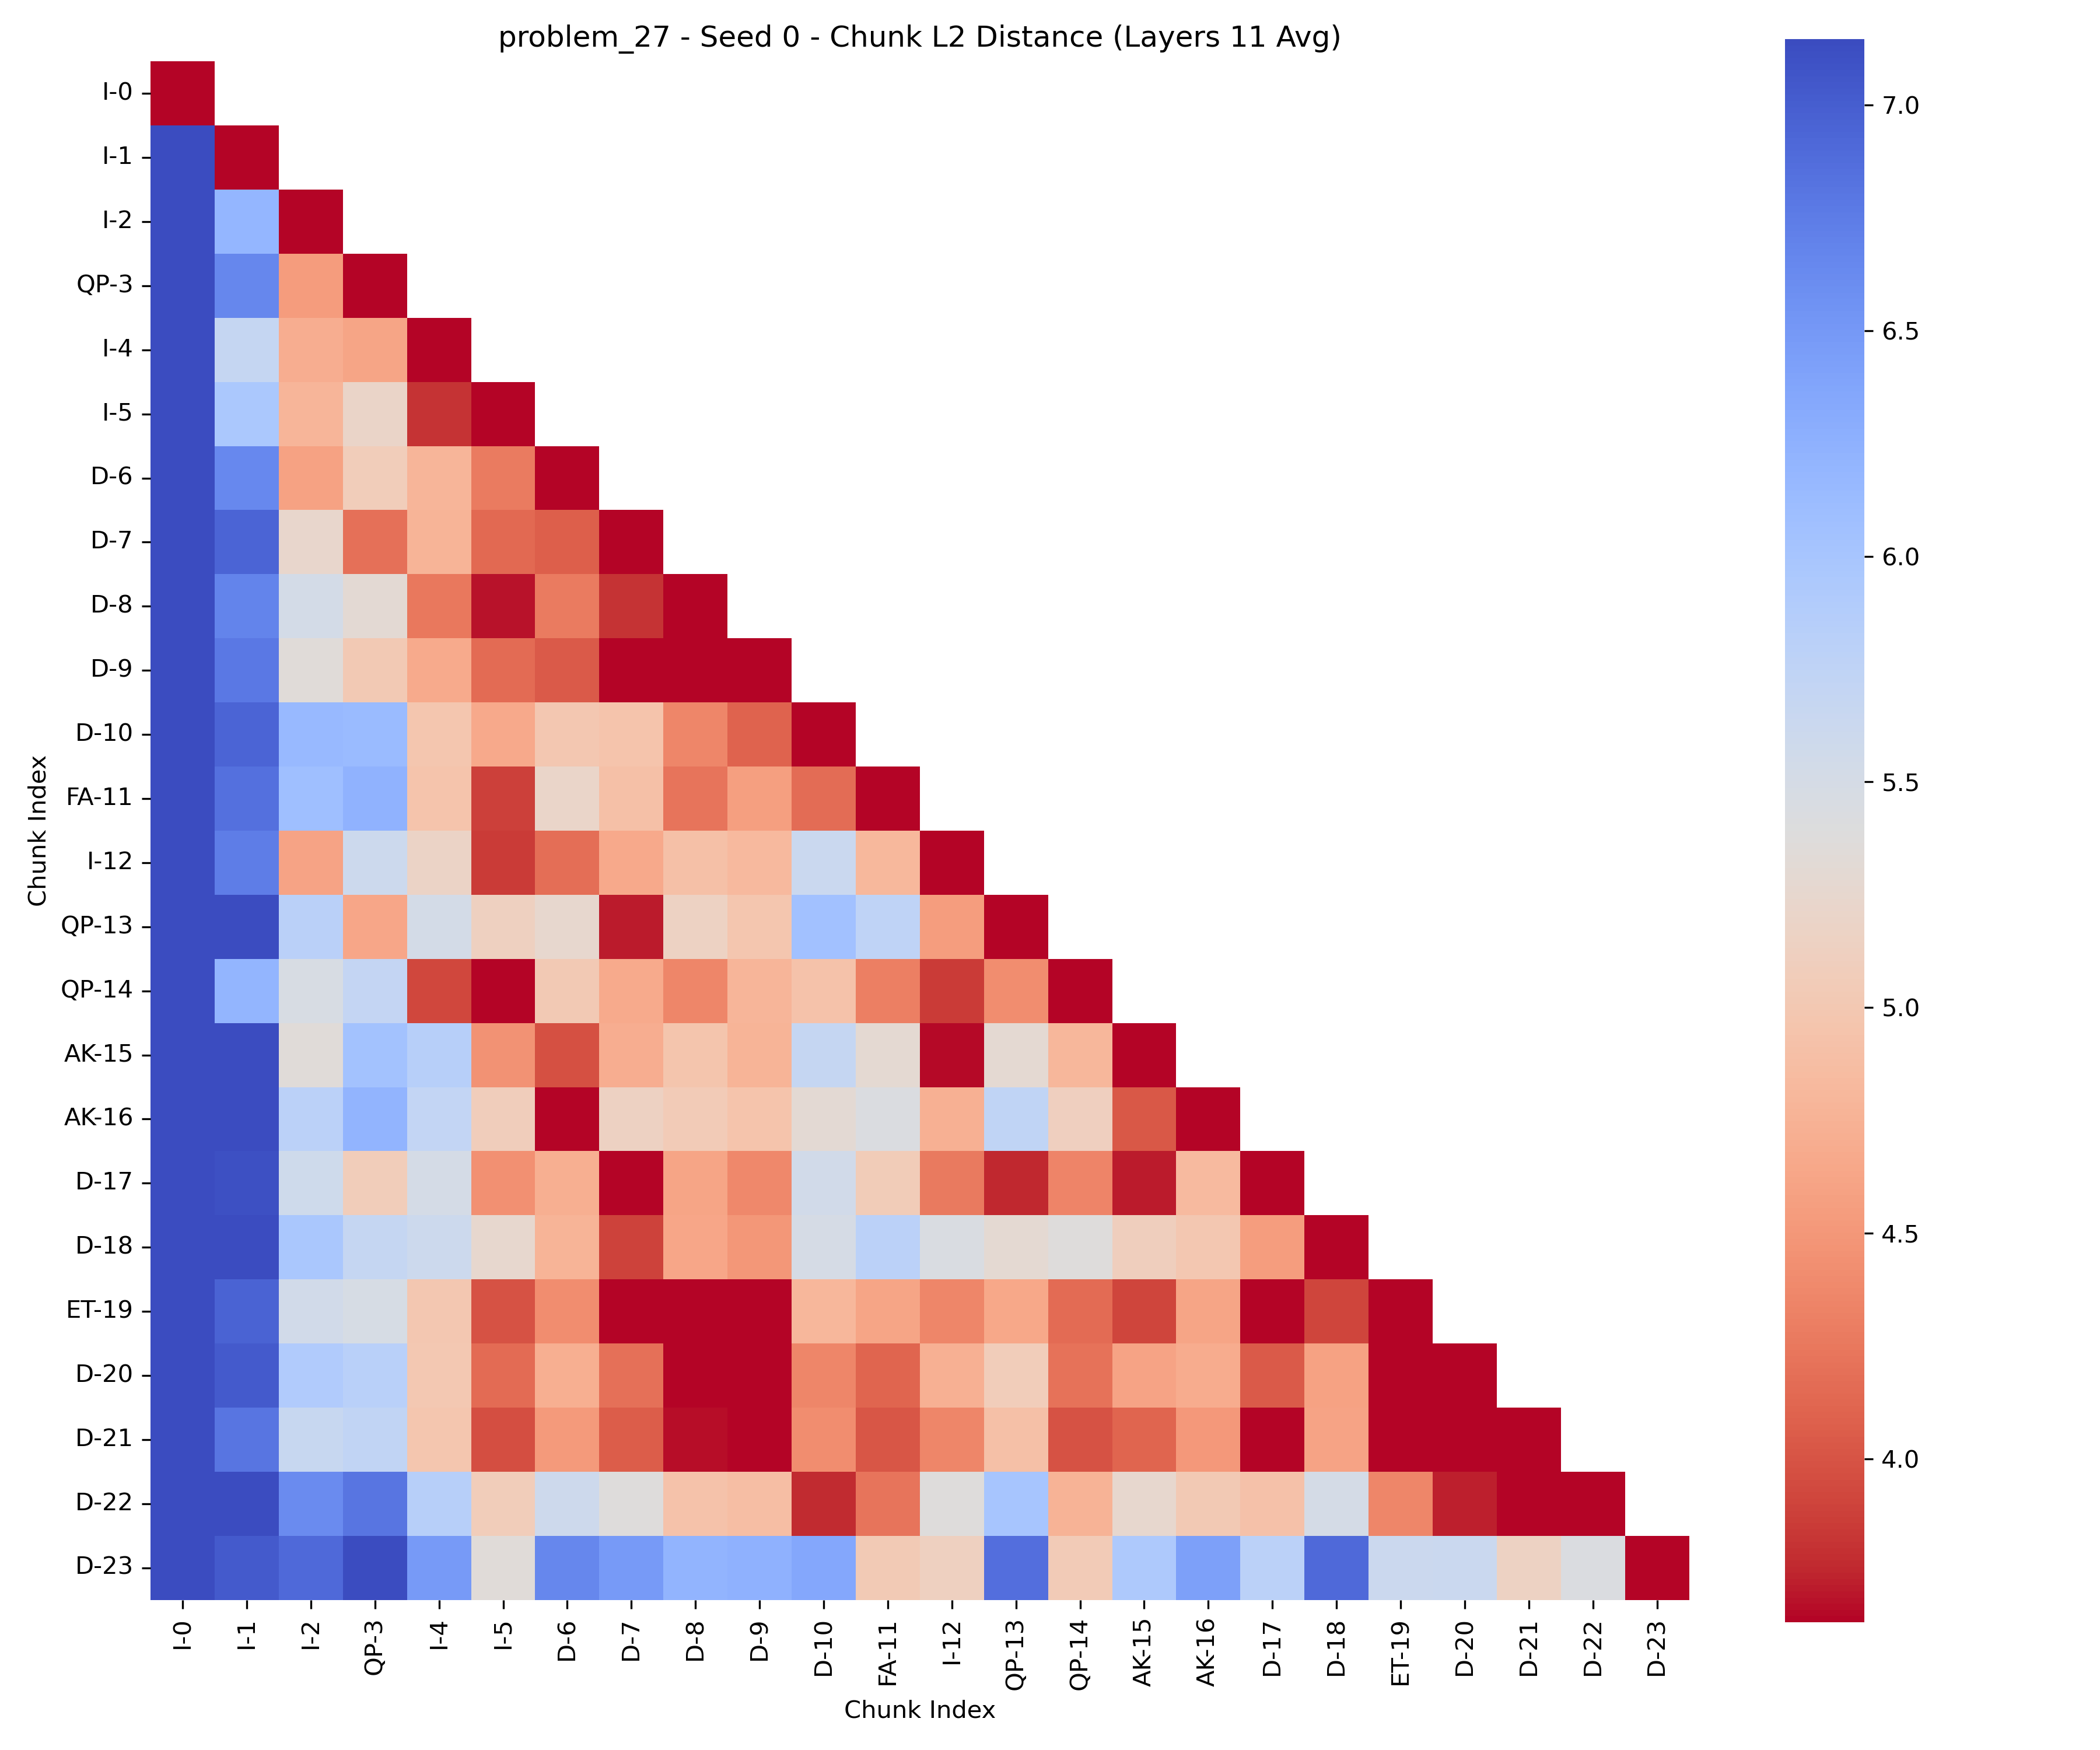 problem_27 - Seed 0 - Chunk L2 Distance (Layers 11 Avg)
Chunk Index
I-0
I-1
I-2
QP-3
I-4
I-5
D-6
D-7
D-8
D-9
D-10
FA-11
I-12
QP-13
QP-14
AK-15
AK-16
D-17
D-18
ET-19
D-20
D-21
D-22
D-23
I-0
I-1
I-2
QP-3
I-4
I-5
D-6
D-7
D-8
D-9
D-10
FA-11
I-12
QP-13
QP-14
AK-15
AK-16
D-17
D-18
ET-19
D-20
D-21
D-22
D-23
Chunk Index
7.0
6.5
6.0
5.5
5.0
4.5
4.0